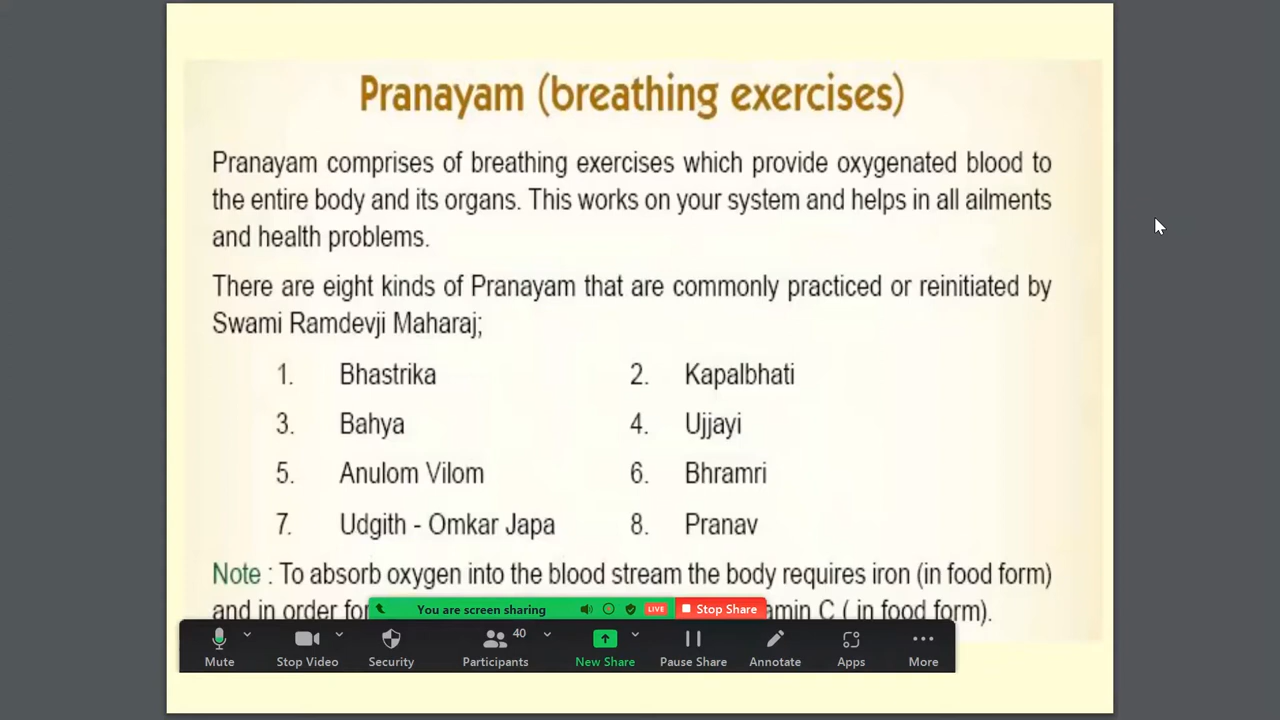 Pranayam (breathing exercises)
Pranayam comprises of breathing exercises which provide oxygenated blood to
the entire body and its organs. This works on your system and helps in all ailments
and health problems.
There are eight kinds of Pranayam that are commonly practiced or reinitiated by
Swami Ramdevji Maharaj;
1. Bhastrika 2. Kapalbhati
3. Bahya 4. Ujjayi
5. Anulom Vilom 6. Bhramri
7. Udgith - Omkar Japa 8. Pranav
Note : To absorb oxygen into the blood stream the body requires iron (in food form)
and in order C ( in food form).
You are screen sharing LIVE Stop Share
40
Mute Stop Video Security Participants New Share Pause Share Annotate Apps More